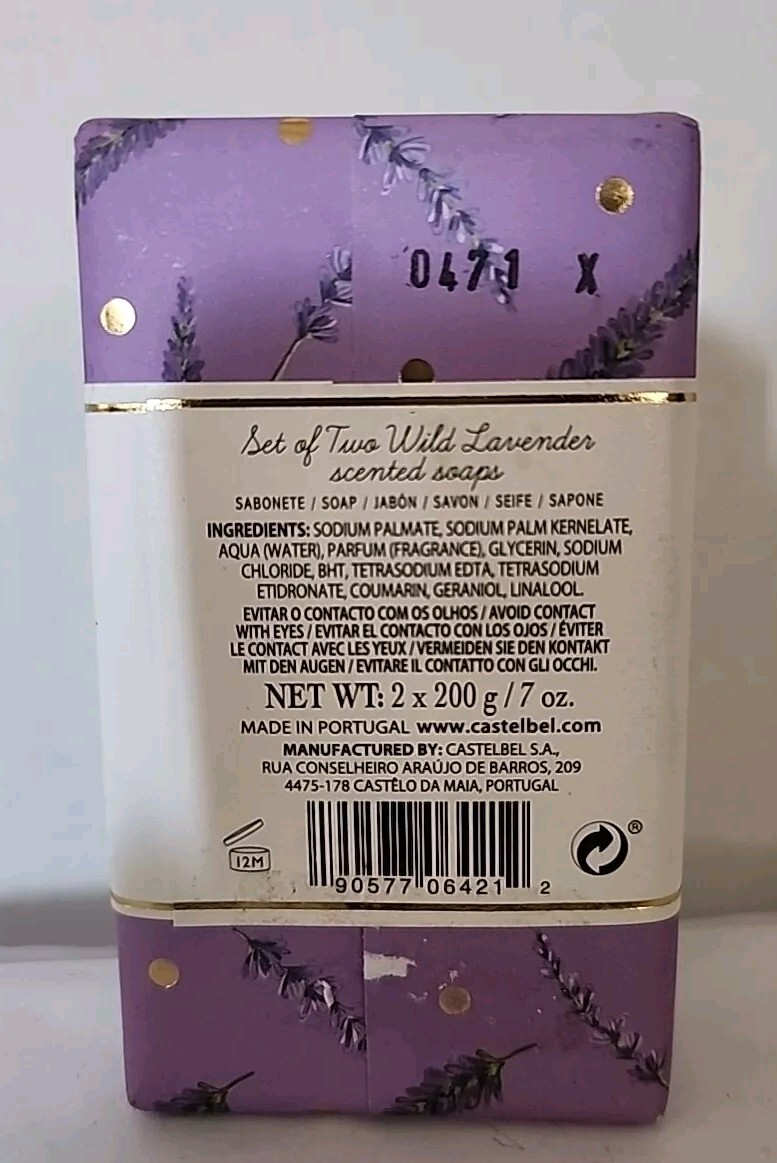 0471 X
Set of Two Wild Lavender
scented soaps
SABONETE / SOAP / JABÓN / SAVON / SEIFE / SAPONE
INGREDIENTS: SODIUM PALMATE, SODIUM PALM KERNELATE,
AQUA (WATER), PARFUM (FRAGRANCE), GLYCERIN, SODIUM
CHLORIDE, BHT, TETRASODIUM EDTA, TETRASODIUM
ETIDRONATE, COUMARIN, GERANIOL, LINALOOL.
EVITAR O CONTACTO COM OS OLHOS / AVOID CONTACT
WITH EYES / EVITAR EL CONTACTO CON LOS OJOS / ÉVITER
LE CONTACT AVEC LES YEUX / VERMEIDEN SIE DEN KONTAKT
MIT DEN AUGEN / EVITARE IL CONTATTO CON GLI OCCHI.
NET WT: 2 x 200 g / 7 oz.
MADE IN PORTUGAL www.castelbel.com
MANUFACTURED BY: CASTELBEL S.A.,
RUA CONSELHEIRO ARAÚJO DE BARROS, 209
4475-178 CASTÊLO DA MAIA, PORTUGAL
12M
®
90577 06421 2